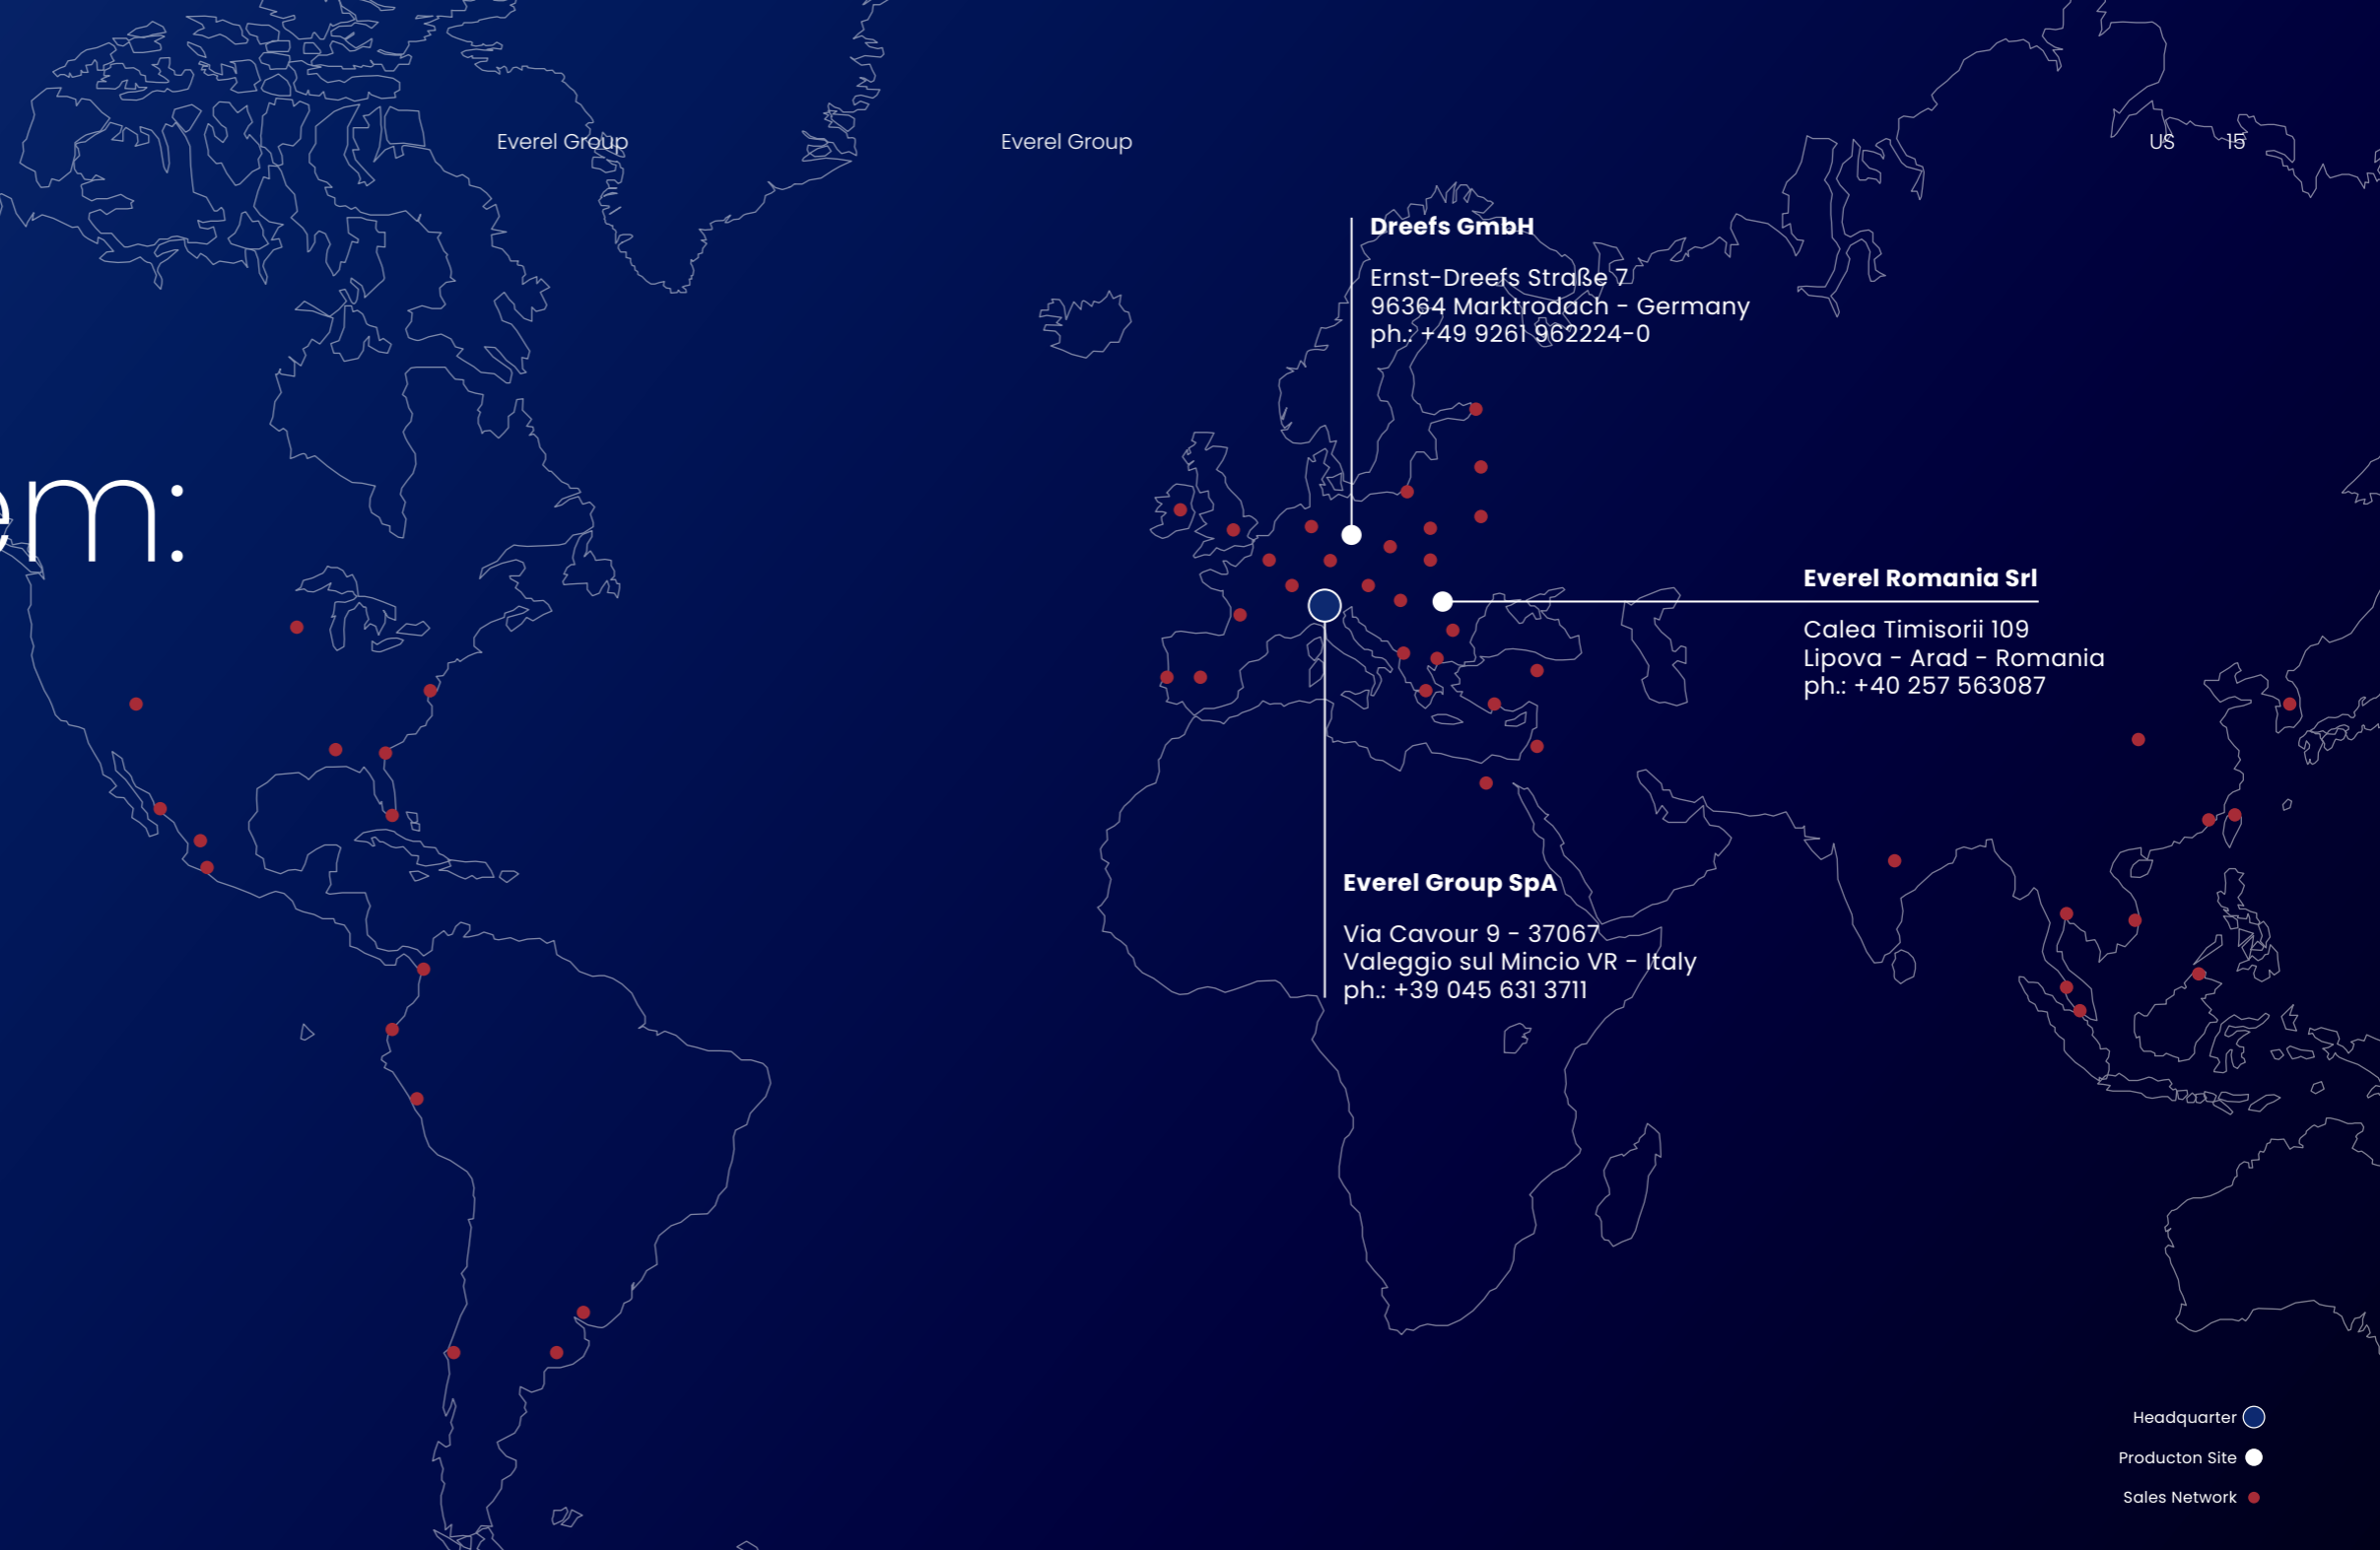 Everel Group
Everel Group
US 15
em:
Dreefs GmbH
Ernst-Dreefs Straße 7
96364 Marktrodach - Germany
ph.: +49 9261 962224-0
Everel Romania Srl
Calea Timisorii 109
Lipova - Arad - Romania
ph.: +40 257 563087
Everel Group SpA
Via Cavour 9 - 37067
Valeggio sul Mincio VR - Italy
ph.: +39 045 631 3711
Headquarter
Producton Site
Sales Network